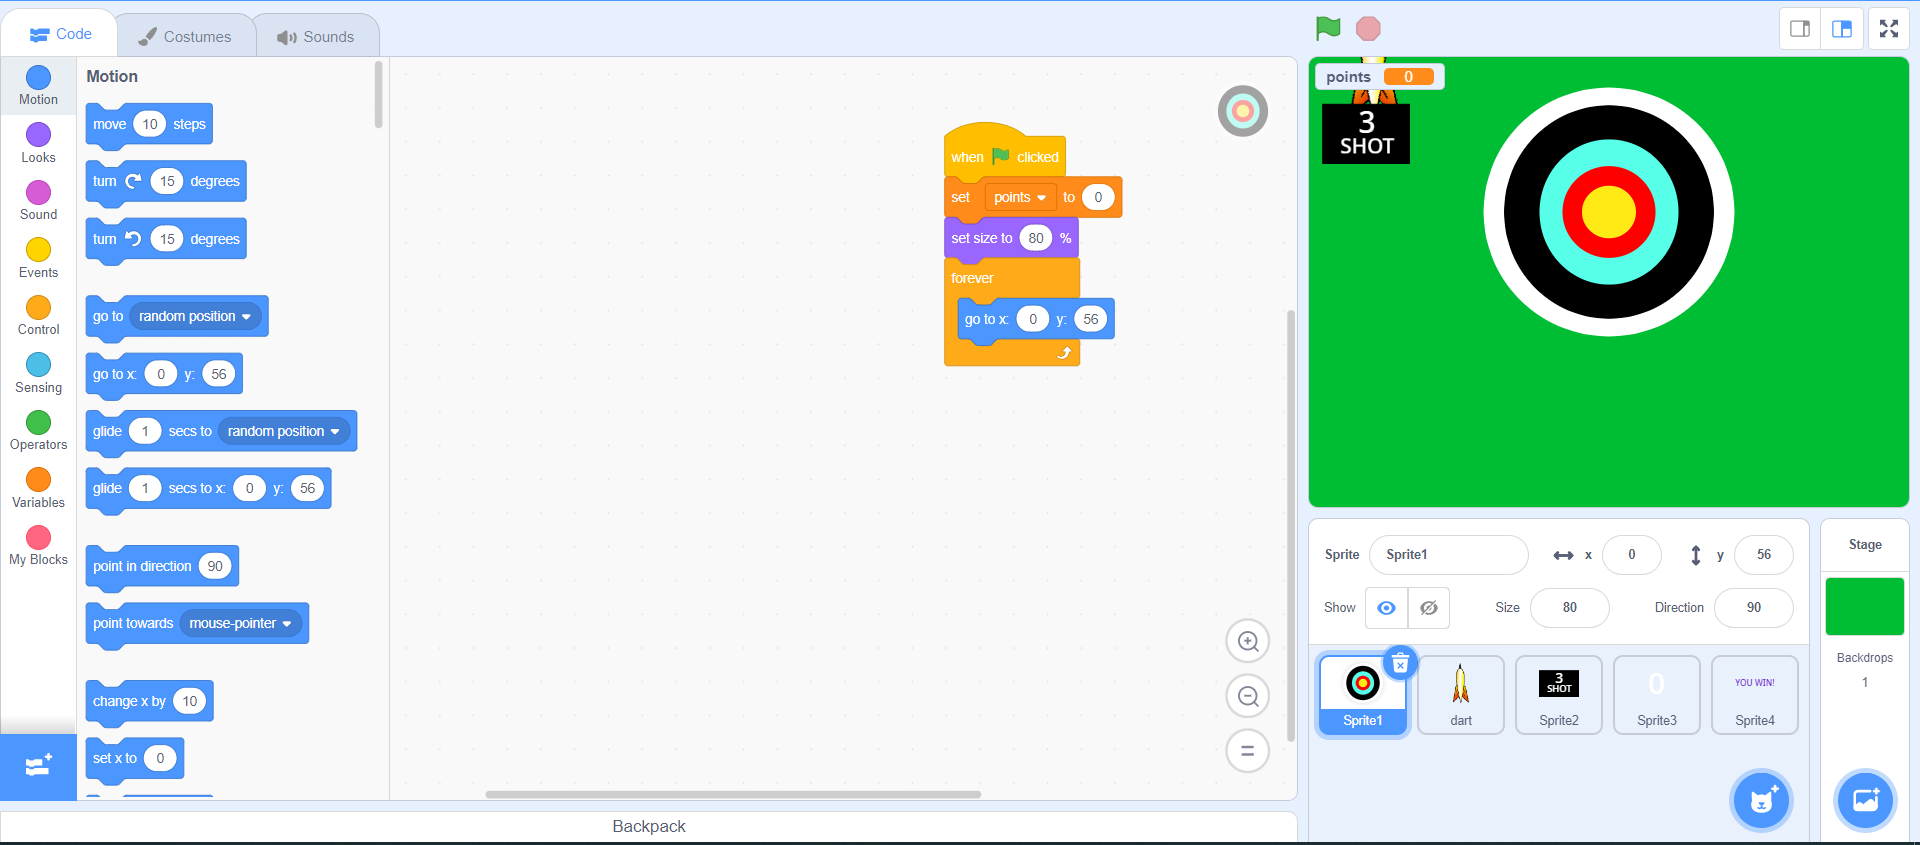 Code
Costumes
Sounds
Motion
Looks
Sound
Events
Control
Sensing
Operators
Variables
My Blocks
Motion
move 10 steps
turn 15 degrees
turn 15 degrees
go to random position
go to x: 0 y: 56
glide 1 secs to random position
glide 1 secs to x: 0 y: 56
point in direction 90
point towards mouse-pointer
change x by 10
set x to 0
when clicked
set points to 0
set size to 80 %
forever
go to x: 0 y: 56
Backpack
points 0
3
SHOT
Sprite Sprite1 x 0 y 56
Show Size 80 Direction 90
Sprite1
dart
3
SHOT
Sprite2
0
Sprite3
YOU WIN!
Sprite4
Stage
Backdrops
1